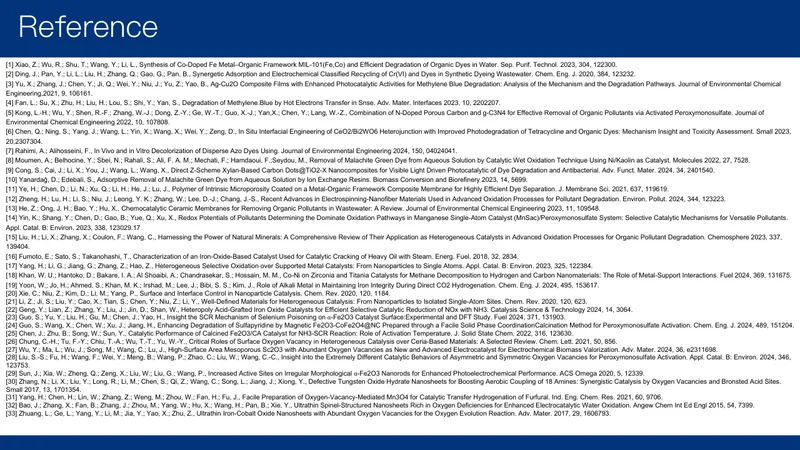 Reference
[1] Xiao, Z.; Wu, R.; Shu, T.; Wang, Y.; Li, L., Synthesis of Co-Doped Fe Metal–Organic Framework MIL-101(Fe,Co) and Efficient Degradation of Organic Dyes in Water. Sep. Purif. Technol. 2023, 304, 122300.
[2] Ding, J.; Pan, Y.; Li, L.; Liu, H.; Zhang, Q.; Gao, G.; Pan, B., Synergetic Adsorption and Electrochemical Classified Recycling of Cr(VI) and Dyes in Synthetic Dyeing Wastewater. Chem. Eng. J. 2020, 384, 123232.
[3] Yu, X.; Zhang, J.; Chen, Y.; Ji, Q.; Wei, Y.; Niu, J.; Yu, Z.; Yao, B., Ag-Cu2O Composite Films with Enhanced Photocatalytic Activities for Methylene Blue Degradation: Analysis of the Mechanism and the Degradation Pathways. Journal of Environmental Chemical
Engineering.2021, 9, 106161.
[4] Fan, L.; Su, X.; Zhu, H.; Liu, H.; Lou, S.; Shi, Y.; Yan, S., Degradation of Methylene.Blue by Hot Electrons Transfer in Snse. Adv. Mater. Interfaces 2023, 10, 2202207.
[5] Kong, L.-H.; Wu, Y.; Shen, R.-F.; Zhang, W.-J.; Dong, Z.-Y.; Ge, W.-T.; Guo, X.-J.; Yan,X.; Chen, Y.; Lang, W.-Z., Combination of N-Doped Porous Carbon and g-C3N4 for Effective Removal of Organic Pollutants via Activated Peroxymonosulfate. Journal of
Environmental Chemical Engineering 2022, 10, 107808.
[6] Chen, Q.; Ning, S.; Yang, J.; Wang, L.; Yin, X.; Wang, X.; Wei, Y.; Zeng, D., In Situ Interfacial Engineering of CeO2/Bi2WO6 Heterojunction with Improved Photodegradation of Tetracycline and Organic Dyes: Mechanism Insight and Toxicity Assessment. Small 2023,
20,2307304.
[7] Rahimi, A.; Alihosseini, F., In Vivo and in Vitro Decolorization of Disperse Azo Dyes Using. Journal of Environmental Engineering 2024, 150, 04024041.
[8] Moumen, A.; Belhocine, Y.; Sbei, N.; Rahali, S.; Ali, F. A. M.; Mechati, F.; Hamdaoui, F.;Seydou, M., Removal of Malachite Green Dye from Aqueous Solution by Catalytic Wet Oxidation Technique Using Ni/Kaolin as Catalyst. Molecules 2022, 27, 7528.
[9] Cong, S.; Cai, J.; Li, X.; You, J.; Wang, L.; Wang, X., Direct Z-Scheme Xylan-Based Carbon Dots@TiO2-X Nanocomposites for Visible Light Driven Photocatalytic of Dye Degradation and Antibacterial. Adv. Funct. Mater. 2024, 34, 2401540.
[10] Yanardağ, D.; Edebali, S., Adsorptive Removal of Malachite Green Dye from Aqueous Solution by Ion Exchange Resins. Biomass Conversion and Biorefinery 2023, 14, 5699.
[11] Ye, H.; Chen, D.; Li, N.; Xu, Q.; Li, H.; He, J.; Lu, J., Polymer of Intrinsic Microporosity Coated on a Metal-Organic Framework Composite Membrane for Highly Efficient Dye Separation. J. Membrane Sci. 2021, 637, 119619.
[12] Zheng, H.; Lu, H.; Li, S.; Niu, J.; Leong, Y. K.; Zhang, W.; Lee, D.-J.; Chang, J.-S., Recent Advances in Electrospinning-Nanofiber Materials Used in Advanced Oxidation Processes for Pollutant Degradation. Environ. Pollut. 2024, 344, 123223.
[13] He, Z.; Ong, J. H.; Bao, Y.; Hu, X., Chemocatalytic Ceramic Membranes for Removing Organic Pollutants in Wastewater: A Review. Journal of Environmental Chemical Engineering 2023, 11, 109548.
[14] Yin, K.; Shang, Y.; Chen, D.; Gao, B.; Yue, Q.; Xu, X., Redox Potentials of Pollutants Determining the Dominate Oxidation Pathways in Manganese Single-Atom Catalyst (MnSac)/Peroxymonosulfate System: Selective Catalytic Mechanisms for Versatile Pollutants.
Appl. Catal. B: Environ. 2023, 338, 123029.17
[15] Liu, H.; Li, X.; Zhang, X.; Coulon, F.; Wang, C., Harnessing the Power of Natural Minerals: A Comprehensive Review of Their Application as Heterogeneous Catalysts in Advanced Oxidation Processes for Organic Pollutant Degradation. Chemosphere 2023, 337,
139404.
[16] Fumoto, E.; Sato, S.; Takanohashi, T., Characterization of an Iron-Oxide-Based Catalyst Used for Catalytic Cracking of Heavy Oil with Steam. Energ. Fuel. 2018, 32, 2834.
[17] Yang, H.; Li, G.; Jiang, G.; Zhang, Z.; Hao, Z., Heterogeneous Selective Oxidation over Supported Metal Catalysts: From Nanoparticles to Single Atoms. Appl. Catal. B: Environ. 2023, 325, 122384.
[18] Khan, W. U.; Hantoko, D.; Bakare, I. A.; Al Shoaibi, A.; Chandrasekar, S.; Hossain, M. M., Co-Ni on Zirconia and Titania Catalysts for Methane Decomposition to Hydrogen and Carbon Nanomaterials: The Role of Metal-Support Interactions. Fuel 2024, 369, 131675.
[19] Yoon, W.; Jo, H.; Ahmed, S.; Khan, M. K.; Irshad, M.; Lee, J.; Bibi, S. S.; Kim, J., Role of Alkali Metal in Maintaining Iron Integrity During Direct CO2 Hydrogenation. Chem. Eng. J. 2024, 495, 153617.
[20] Xie, C.; Niu, Z.; Kim, D.; Li, M.; Yang, P., Surface and Interface Control in Nanoparticle Catalysis. Chem. Rev. 2020, 120, 1184.
[21] Li, Z.; Ji, S.; Liu, Y.; Cao, X.; Tian, S.; Chen, Y.; Niu, Z.; Li, Y., Well-Defined Materials for Heterogeneous Catalysis: From Nanoparticles to Isolated Single-Atom Sites. Chem. Rev. 2020, 120, 623.
[22] Geng, Y.; Lian, Z.; Zhang, Y.; Liu, J.; Jin, D.; Shan, W., Heteropoly Acid-Grafted Iron Oxide Catalysts for Efficient Selective Catalytic Reduction of NOx with NH3. Catalysis Science & Technology 2024, 14, 3064.
[23] Guo, S.; Yu, Y.; Liu, H.; Gu, M.; Chen, J.; Yao, H., Insight the SCR Mechanism of Selenium Poisoning on α-Fe2O3 Catalyst Surface:Experimental and DFT Study. Fuel 2024, 371, 131903.
[24] Guo, S.; Wang, X.; Chen, W.; Xu, J.; Jiang, H., Enhancing Degradation of Sulfapyridine by Magnetic Fe2O3-CoFe2O4@NC Prepared through a Facile Solid Phase CoordinationCalcination Method for Peroxymonosulfate Activation. Chem. Eng. J. 2024, 489, 151204.
[25] Chen, J.; Zhu, B.; Song, W.; Sun, Y., Catalytic Performance of Calcined Fe2O3/CA Catalyst for NH3-SCR Reaction: Role of Activation Temperature. J. Solid State Chem. 2022, 316, 123630.
[26] Chung, C.-H.; Tu, F.-Y.; Chiu, T.-A.; Wu, T.-T.; Yu, W.-Y., Critical Roles of Surface Oxygen Vacancy in Heterogeneous Catalysis over Ceria-Based Materials: A Selected Review. Chem. Lett. 2021, 50, 856.
[27] Wu, Y.; Ma, L.; Wu, J.; Song, M.; Wang, C.; Lu, J., High-Surface Area Mesoporous Sc2O3 with Abundant Oxygen Vacancies as New and Advanced Electrocatalyst for Electrochemical Biomass Valorization. Adv. Mater. 2024, 36, e2311698.
[28] Liu, S.-S.; Fu, H.; Wang, F.; Wei, Y.; Meng, B.; Wang, P.; Zhao, C.; Liu, W.; Wang, C.-C., Insight into the Extremely Different Catalytic Behaviors of Asymmetric and Symmetric Oxygen Vacancies for Peroxymonosulfate Activation. Appl. Catal. B: Environ. 2024, 346,
123753.
[29] Sun, J.; Xia, W.; Zheng, Q.; Zeng, X.; Liu, W.; Liu, G.; Wang, P., Increased Active Sites on Irregular Morphological α-Fe2O3 Nanorods for Enhanced Photoelectrochemical Performance. ACS Omega 2020, 5, 12339.
[30] Zhang, N.; Li, X.; Liu, Y.; Long, R.; Li, M.; Chen, S.; Qi, Z.; Wang, C.; Song, L.; Jiang, J.; Xiong, Y., Defective Tungsten Oxide Hydrate Nanosheets for Boosting Aerobic Coupling of 18 Amines: Synergistic Catalysis by Oxygen Vacancies and Bronsted Acid Sites.
Small 2017, 13, 1701354.
[31] Yang, H.; Chen, H.; Lin, W.; Zhang, Z.; Weng, M.; Zhou, W.; Fan, H.; Fu, J., Facile Preparation of Oxygen-Vacancy-Mediated Mn3O4 for Catalytic Transfer Hydrogenation of Furfural. Ind. Eng. Chem. Res. 2021, 60, 9706.
[32] Bao, J.; Zhang, X.; Fan, B.; Zhang, J.; Zhou, M.; Yang, W.; Hu, X.; Wang, H.; Pan, B.; Xie, Y., Ultrathin Spinel-Structured Nanosheets Rich in Oxygen Deficiencies for Enhanced Electrocatalytic Water Oxidation. Angew Chem Int Ed Engl 2015, 54, 7399.
[33] Zhuang, L.; Ge, L.; Yang, Y.; Li, M.; Jia, Y.; Yao, X.; Zhu, Z., Ultrathin Iron-Cobalt Oxide Nanosheets with Abundant Oxygen Vacancies for the Oxygen Evolution Reaction. Adv. Mater. 2017, 29, 1606793.